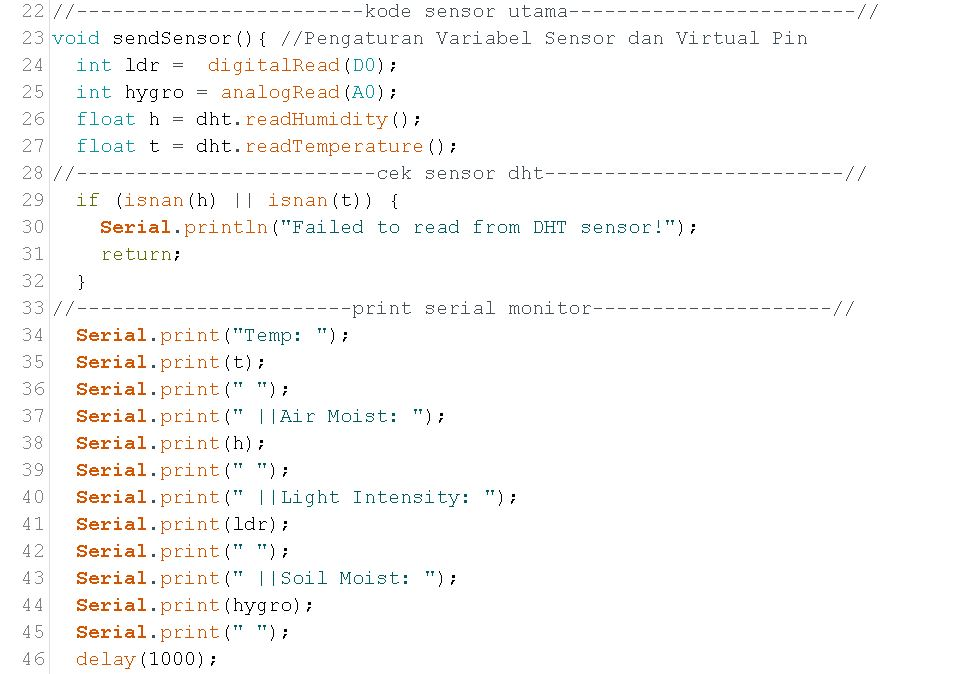 22 //------------------------kode sensor utama------------------------//
23 void sendSensor(){ //Pengaturan Variabel Sensor dan Virtual Pin
24   int ldr =  digitalRead(D0);
25   int hygro = analogRead(A0);
26   float h = dht.readHumidity();
27   float t = dht.readTemperature();
28 //-------------------------cek sensor dht-------------------------//
29   if (isnan(h) || isnan(t)) {
30     Serial.println("Failed to read from DHT sensor!");
31     return;
32   }
33 //-----------------------print serial monitor--------------------//
34   Serial.print("Temp: ");
35   Serial.print(t);
36   Serial.print(" ");
37   Serial.print(" ||Air Moist: ");
38   Serial.print(h);
39   Serial.print(" ");
40   Serial.print(" ||Light Intensity: ");
41   Serial.print(ldr);
42   Serial.print(" ");
43   Serial.print(" ||Soil Moist: ");
44   Serial.print(hygro);
45   Serial.print(" ");
46   delay(1000);